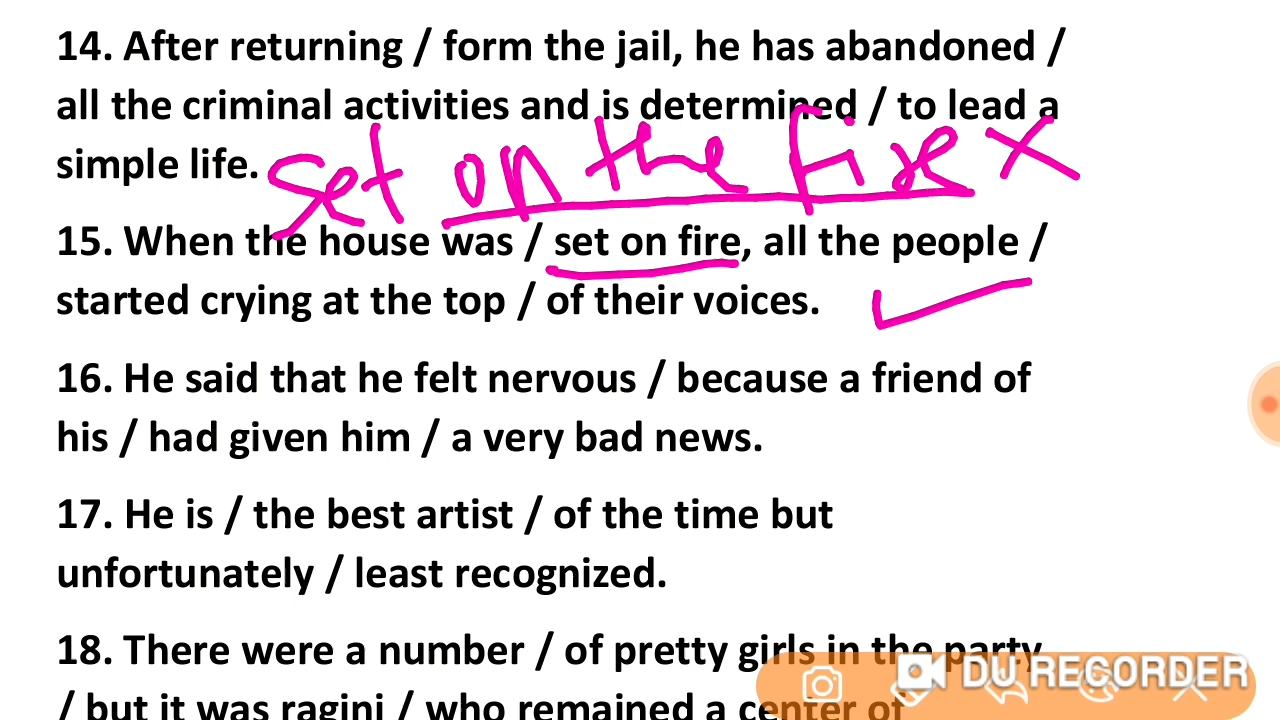 14. After returning / form the jail, he has abandoned /
all the criminal activities and is determined / to lead a
simple life.
set on the fire ×
15. When the house was / set on fire, all the people /
started crying at the top / of their voices.
16. He said that he felt nervous / because a friend of
his / had given him / a very bad news.
17. He is / the best artist / of the time but
unfortunately / least recognized.
18. There were a number / of pretty girls in the party
/ but it was ragini / who remained a center of
DU RECORDER